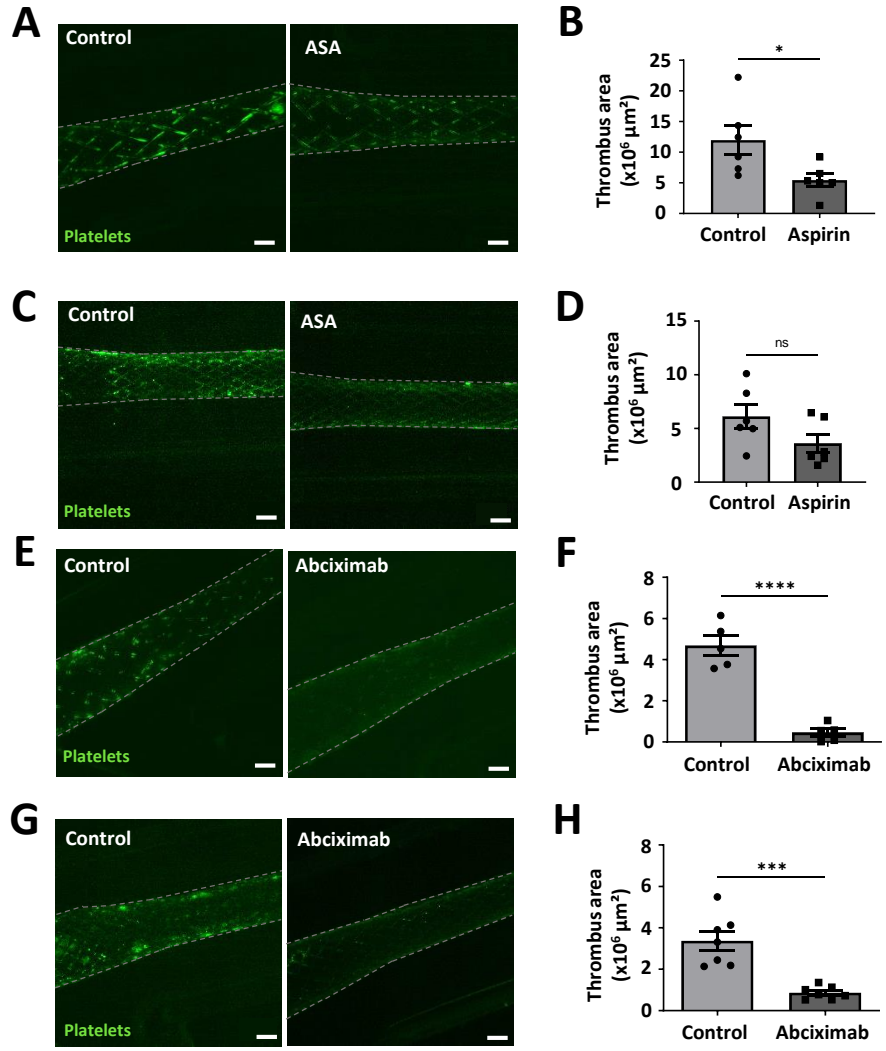 A
Control
ASA
Platelets
B
*
Thrombus area
(x10⁶ µm²)
25
20
15
10
5
0
Control Aspirin
C
Control
ASA
Platelets
D
ns
Thrombus area
(x10⁶ µm²)
15
10
5
0
Control Aspirin
E
Control
Abciximab
Platelets
F
****
Thrombus area
(x10⁶ µm²)
8
6
4
2
0
Control Abciximab
G
Control
Abciximab
Platelets
H
***
Thrombus area
(x10⁶ µm²)
8
6
4
2
0
Control Abciximab